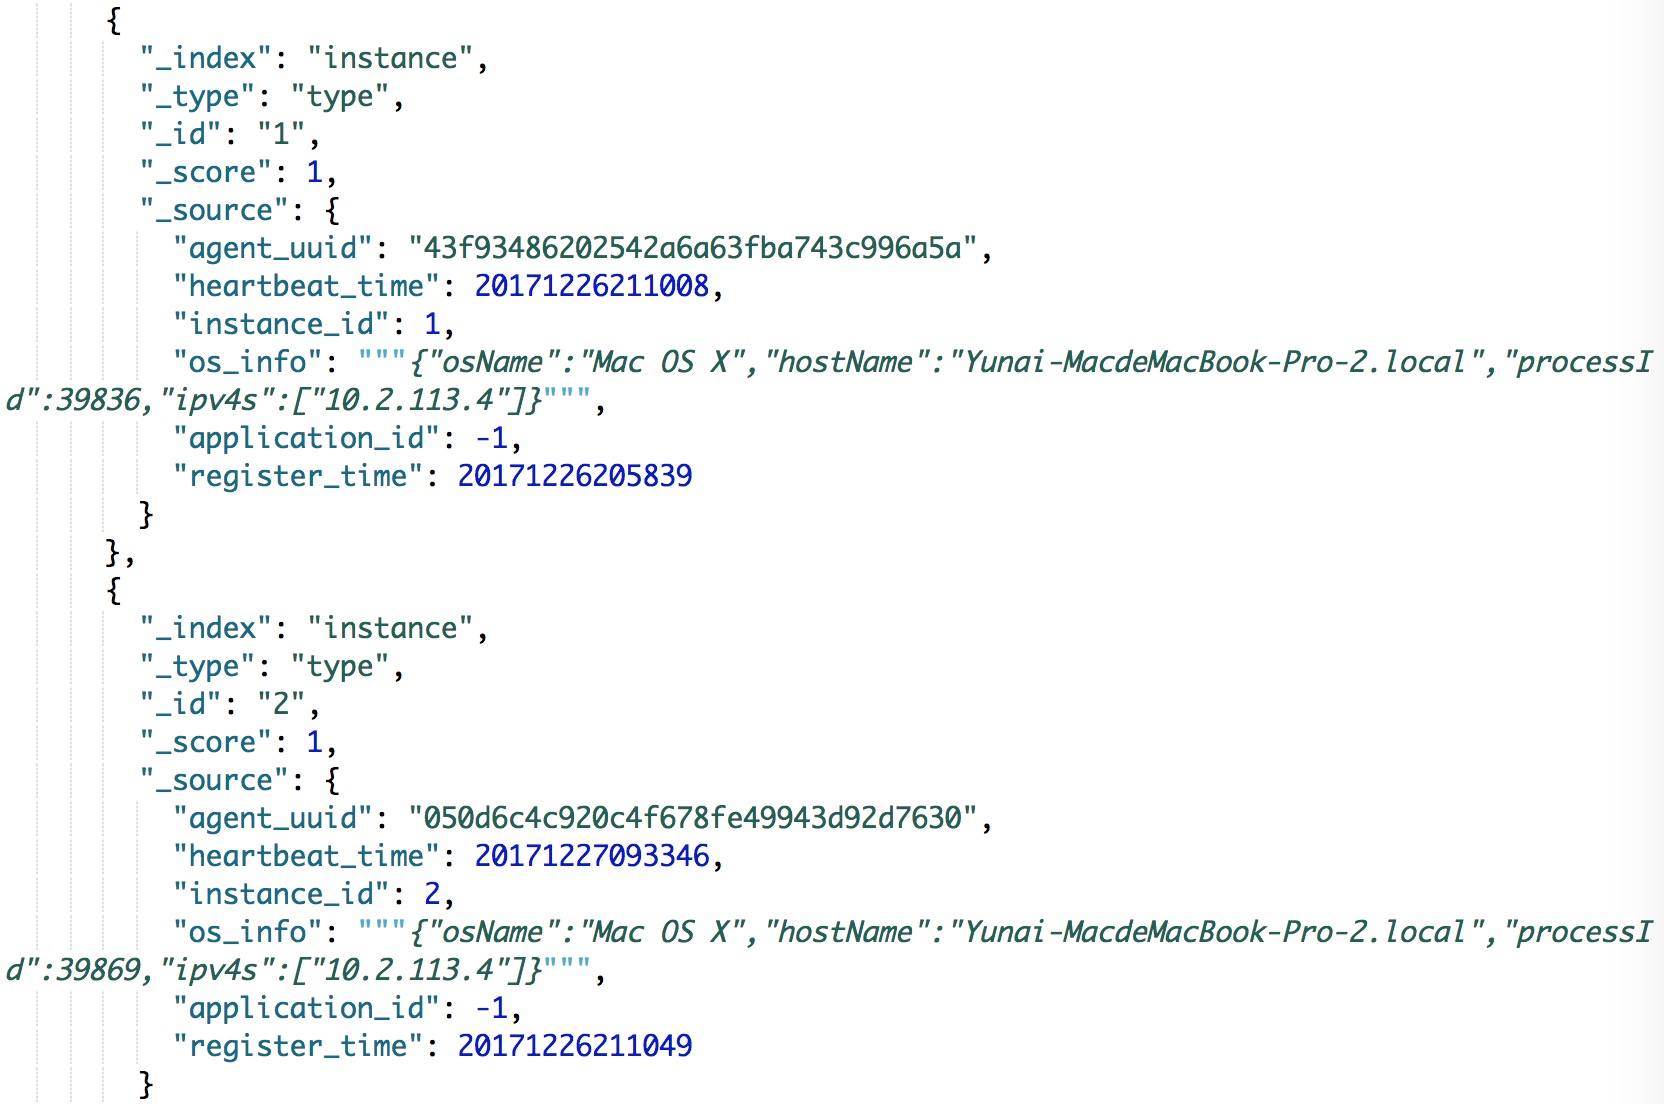 {
"_index": "instance",
"_type": "type",
"_id": "1",
"_score": 1,
"_source": {
"agent_uuid": "43f93486202542a6a63fba743c996a5a",
"heartbeat_time": 20171226211008,
"instance_id": 1,
"os_info": """{"osName":"Mac OS X","hostName":"Yunai-MacdeMacBook-Pro-2.local","processI
d":39836,"ipv4s":["10.2.113.4"]}""",
"application_id": -1,
"register_time": 20171226205839
}
},
{
"_index": "instance",
"_type": "type",
"_id": "2",
"_score": 1,
"_source": {
"agent_uuid": "050d6c4c920c4f678fe49943d92d7630",
"heartbeat_time": 20171227093346,
"instance_id": 2,
"os_info": """{"osName":"Mac OS X","hostName":"Yunai-MacdeMacBook-Pro-2.local","processI
d":39869,"ipv4s":["10.2.113.4"]}""",
"application_id": -1,
"register_time": 20171226211049
}